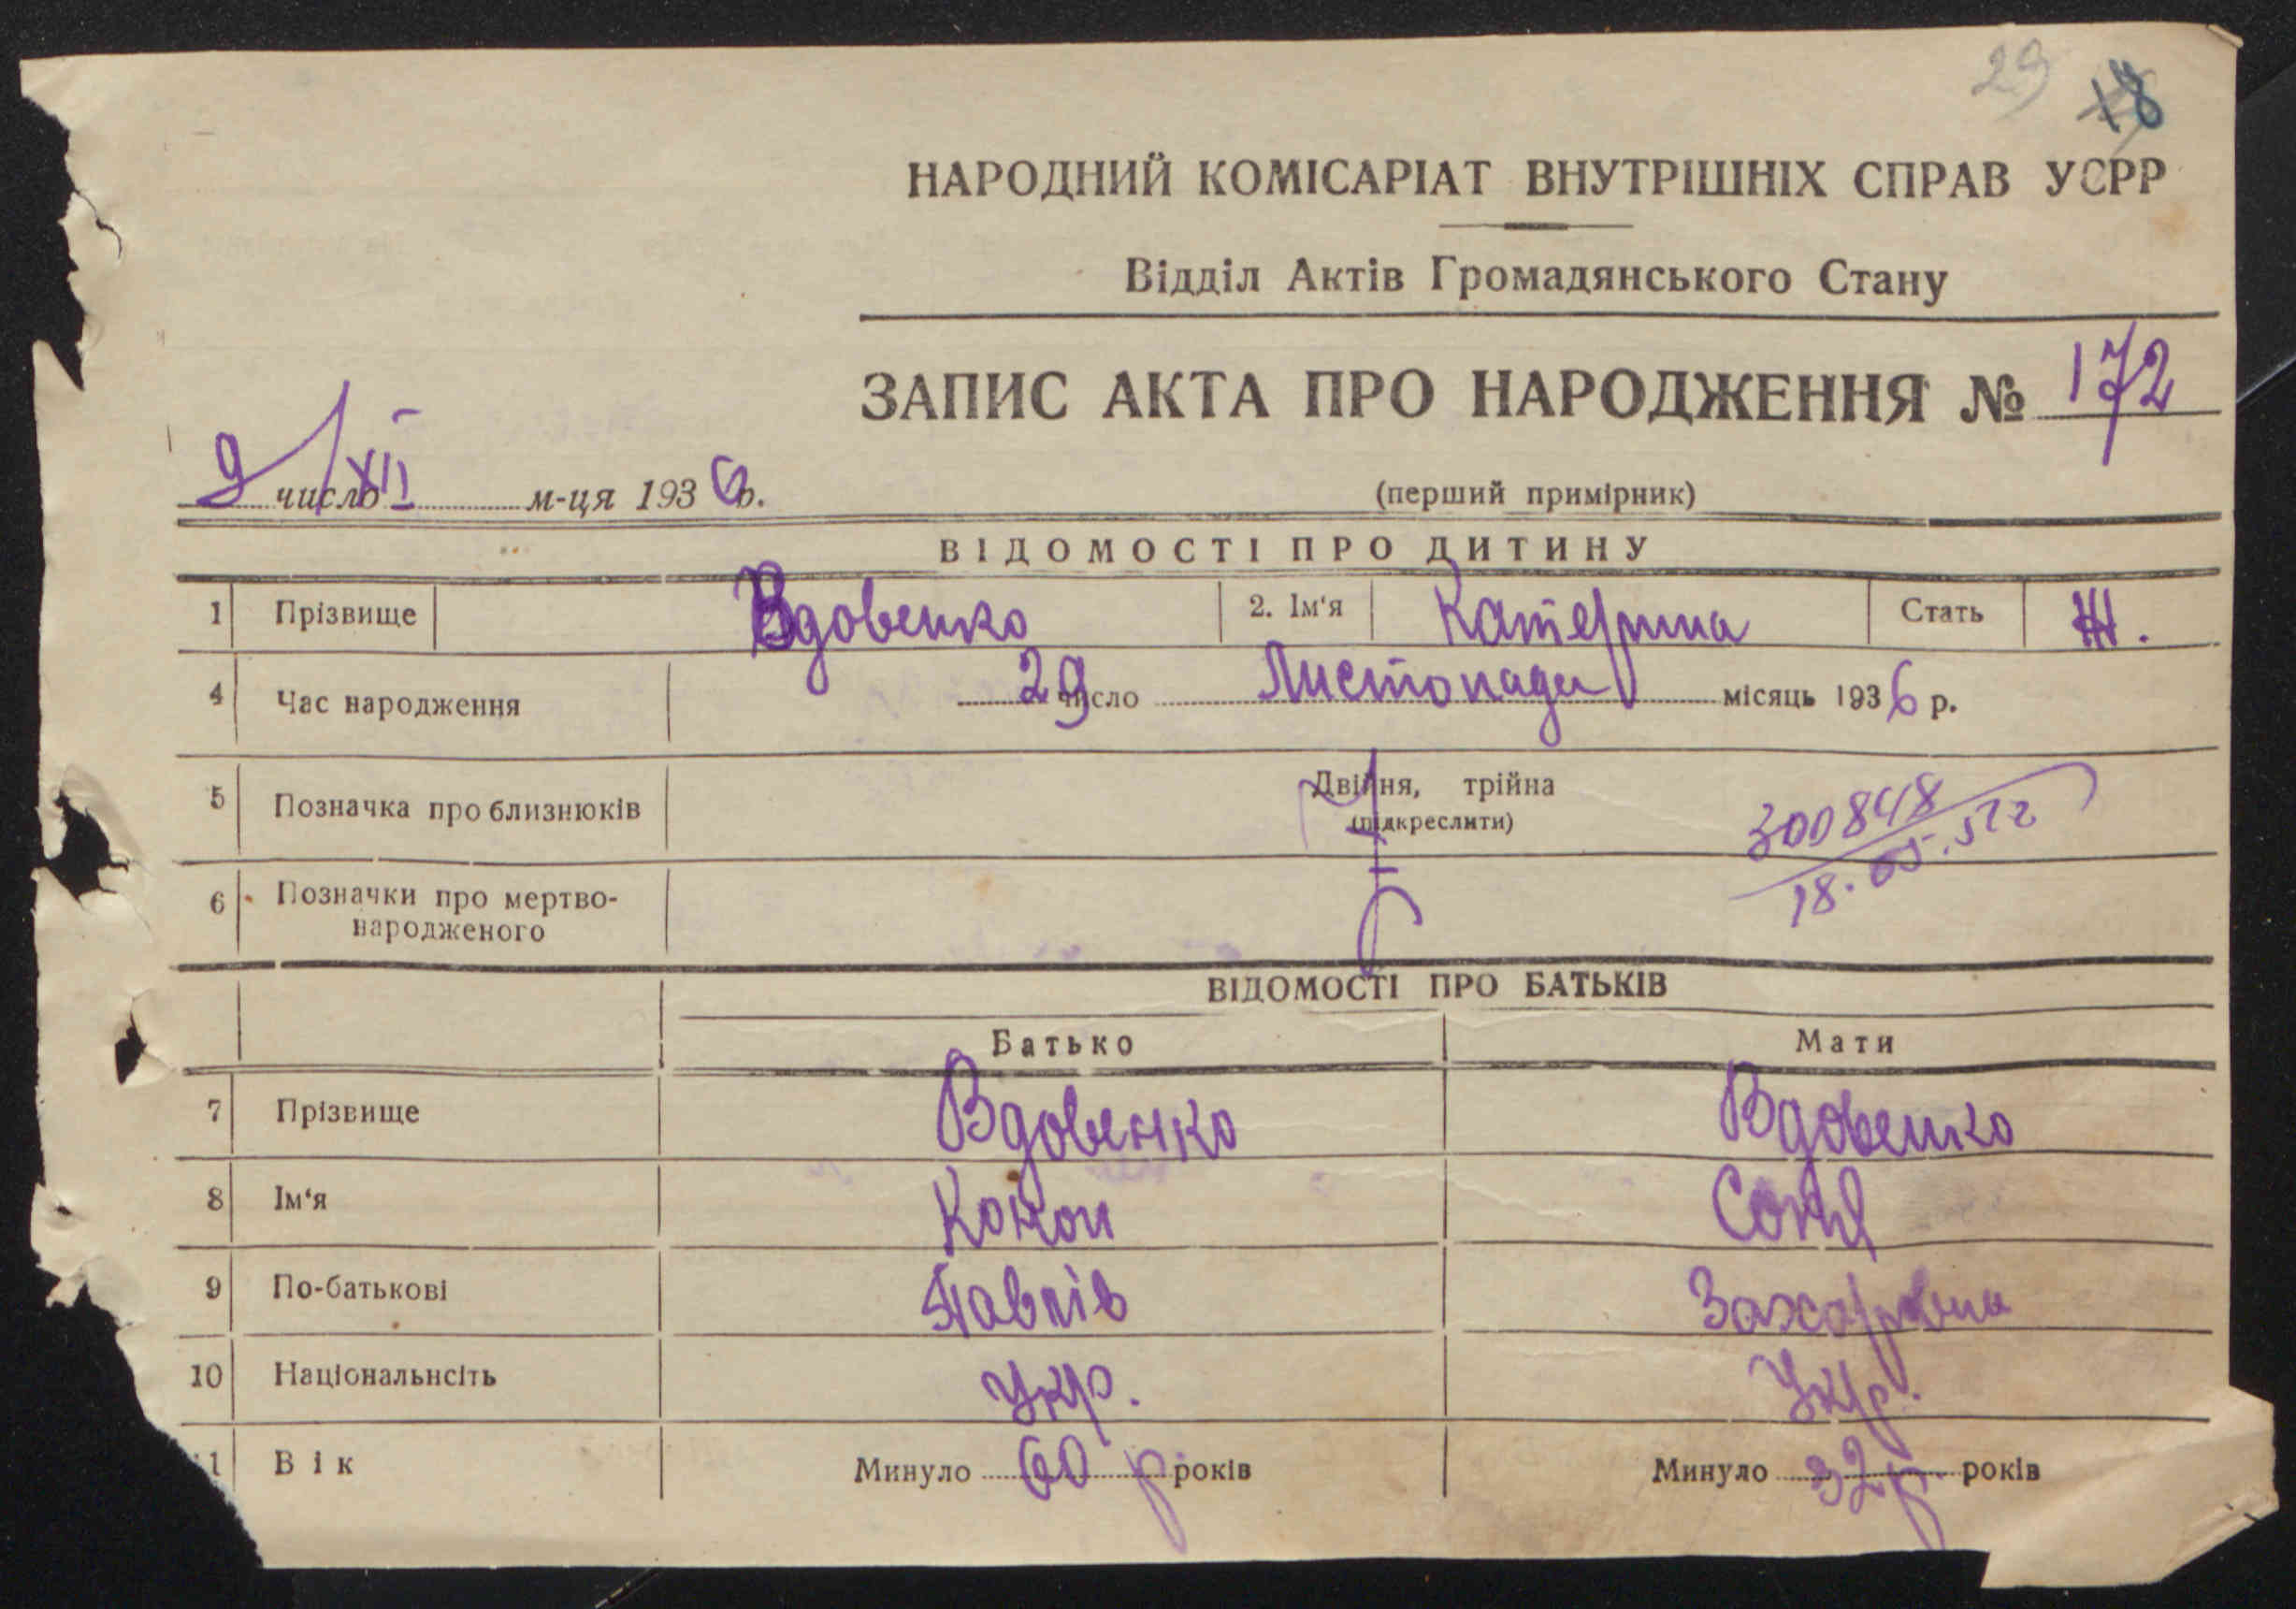 29 18
НАРОДНИЙ КОМІСАРІАТ ВНУТРІШНІХ СПРАВ УСРР
Відділ Актів Громадянського Стану
ЗАПИС АКТА ПРО НАРОДЖЕННЯ № 172
9 число XII м-ця 1936 р.
(перший примірник)
ВІДОМОСТІ ПРО ДИТИНУ
1 Прізвище Вдовенко 2. Ім'я Катерина Стать Ж.
4 Час народження 29 число Листопада місяць 1936 р.
5 Позначка про близнюків Двійня, трійна
(підкреслити)
300848
18.05.
6 Позначки про мертво-
народженого
ВІДОМОСТІ ПРО БАТЬКІВ
Батько Мати
7 Прізвище Вдовенко Вдовенко
8 Ім'я Конон Соня
9 По-батькові Павлів Захаровна
10 Національнсіть Укр. Укр.
11 Вік Минуло 60 р років Минуло 32 р. років